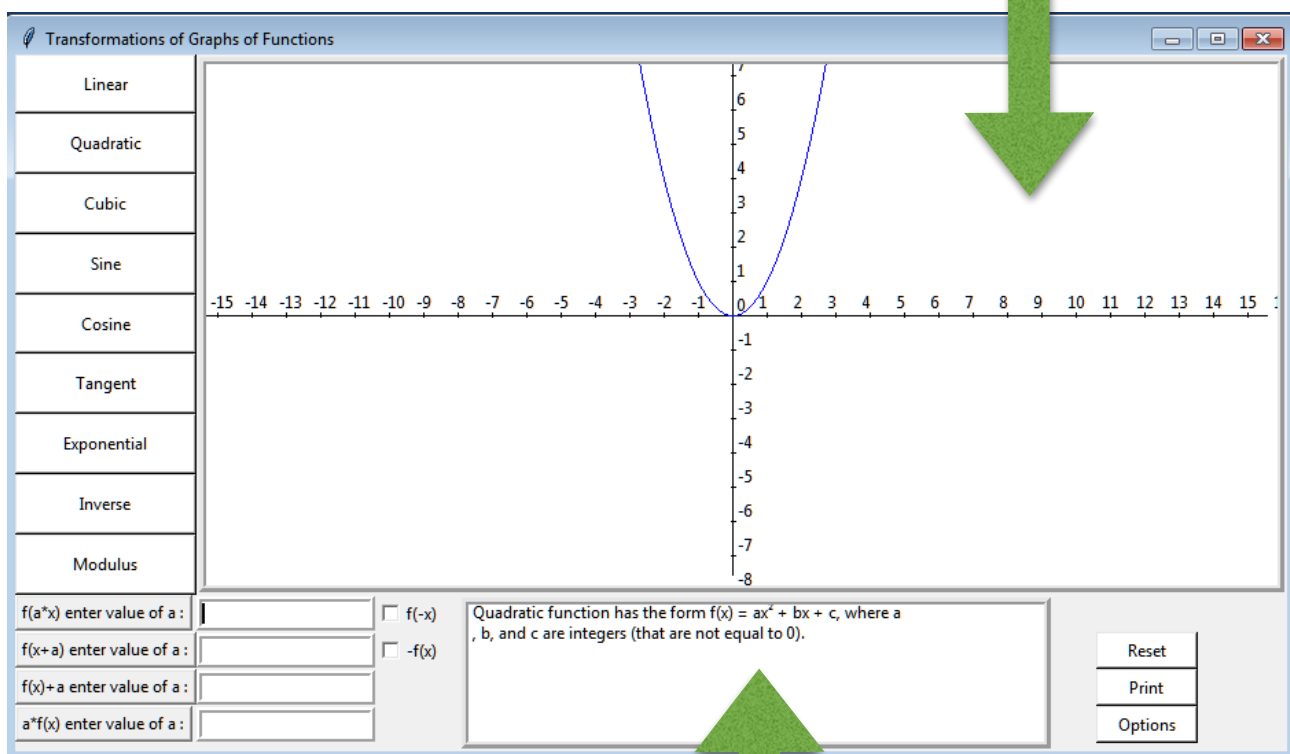 Transformations of Graphs of Functions
Linear
Quadratic
Cubic
Sine
Cosine
Tangent
Exponential
Inverse
Modulus
7
6
5
4
3
2
1
-15 -14 -13 -12 -11 -10 -9 -8 -7 -6 -5 -4 -3 -2 -1 0 1 2 3 4 5 6 7 8 9 10 11 12 13 14 15
-1
-2
-3
-4
-5
-6
-7
-8
f(a*x) enter value of a :
f(x+a) enter value of a :
f(x)+a enter value of a :
a*f(x) enter value of a :
f(-x)
-f(x)
Quadratic function has the form f(x) = ax² + bx + c, where a
, b, and c are integers (that are not equal to 0).
Reset
Print
Options